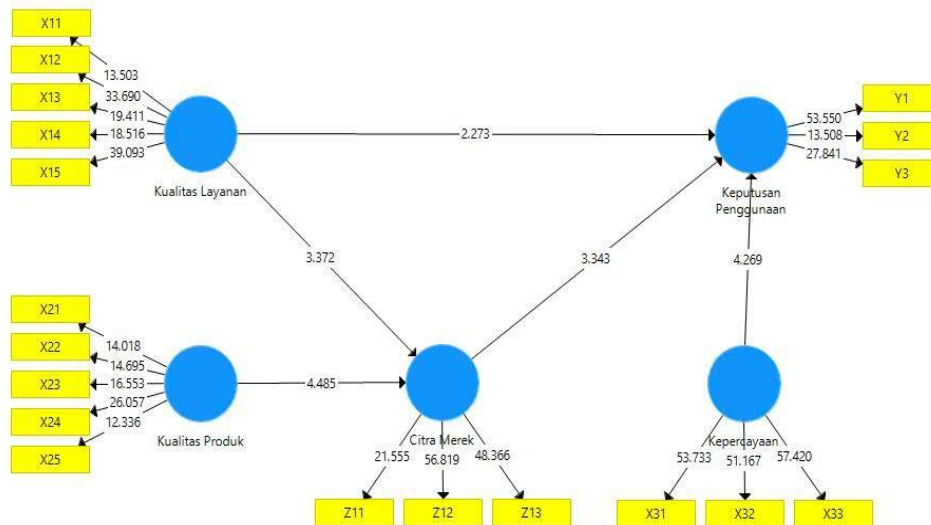 X11
X12
X13
X14
X15
13.503
33.690
19.411
18.516
39.093
Kualitas Layanan
2.273
53.550
13.508
27.841
Y1
Y2
Y3
Keputusan
Penggunaan
3.372
3.343
4.269
X21
X22
X23
X24
X25
14.018
14.695
16.553
26.057
12.336
Kualitas Produk
4.485
Citra Merek
Kepercayaan
21.555
56.819
48.366
53.733
51.167
57.420
Z11
Z12
Z13
X31
X32
X33